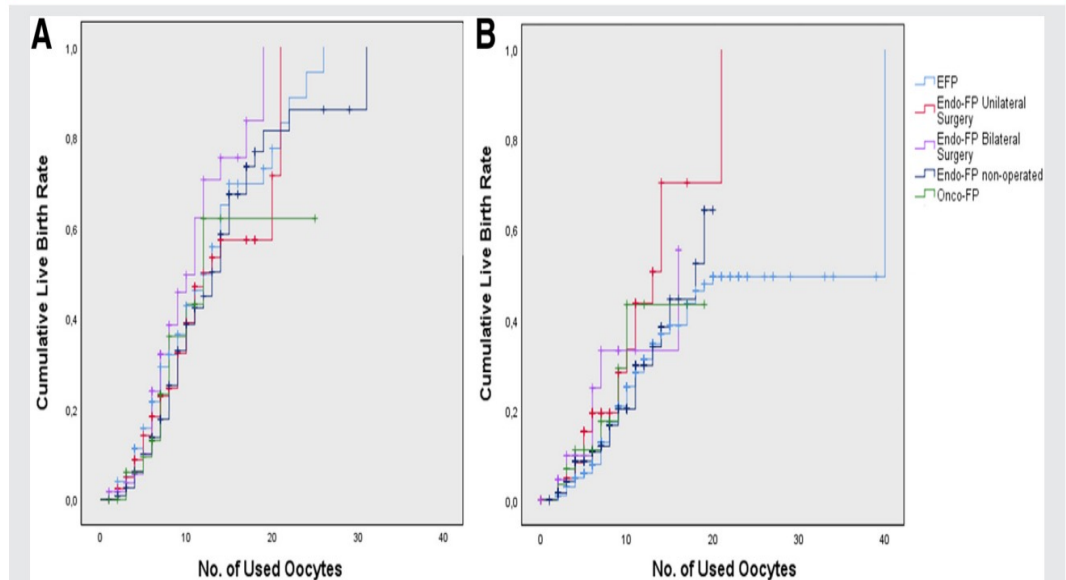 A
B
1,0
0,8
0,6
0,4
0,2
0,0
0
10
20
30
40
Cumulative Live Birth Rate
No. of Used Oocytes
1,0
0,8
0,6
0,4
0,2
0,0
0
10
20
30
40
Cumulative Live Birth Rate
No. of Used Oocytes
EFP
Endo-FP Unilateral
Surgery
Endo-FP Bilateral
Surgery
Endo-FP non-operated
Onco-FP